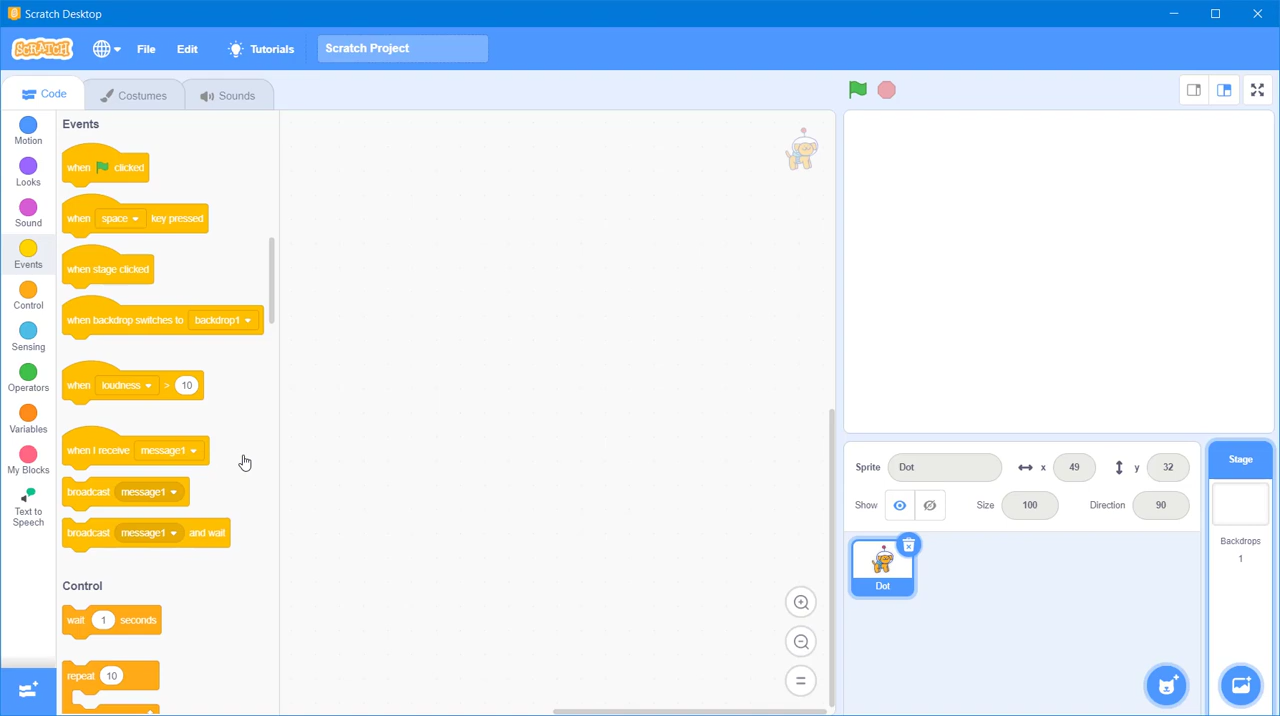 Scratch Desktop
SCRATCH File Edit Tutorials Scratch Project
Code Costumes Sounds
Motion
Looks
Sound
Events
Control
Sensing
Operators
Variables
My Blocks
Text to
Speech
Events
when clicked
when space key pressed
when stage clicked
when backdrop switches to backdrop1
when loudness > 10
when I receive message1
broadcast message1
broadcast message1 and wait
Control
wait 1 seconds
repeat 10
Sprite Dot x 49 y 32
Show Size 100 Direction 90
Dot
Stage
Backdrops
1